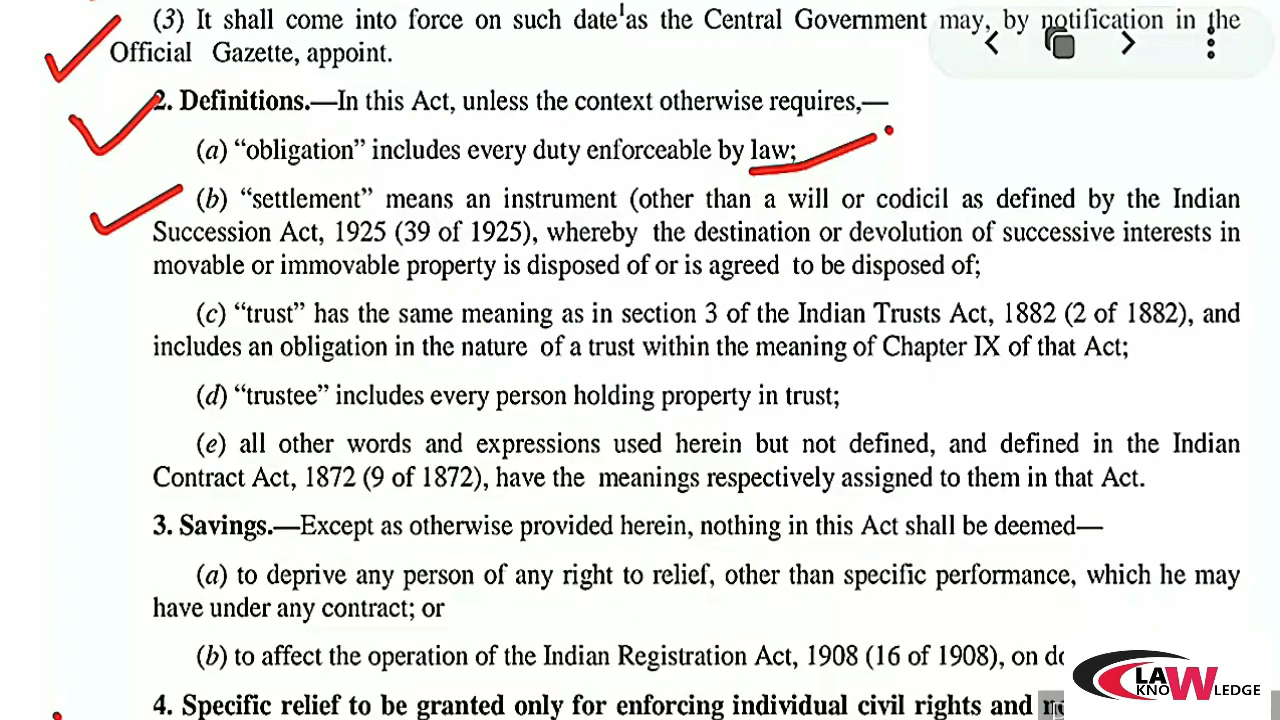 (3) It shall come into force on such date¹as the Central Government may, by notification in the
Official Gazette, appoint.
2. Definitions.—In this Act, unless the context otherwise requires,—
(a) “obligation” includes every duty enforceable by law;
(b) “settlement” means an instrument (other than a will or codicil as defined by the Indian
Succession Act, 1925 (39 of 1925), whereby the destination or devolution of successive interests in
movable or immovable property is disposed of or is agreed to be disposed of;
(c) “trust” has the same meaning as in section 3 of the Indian Trusts Act, 1882 (2 of 1882), and
includes an obligation in the nature of a trust within the meaning of Chapter IX of that Act;
(d) “trustee” includes every person holding property in trust;
(e) all other words and expressions used herein but not defined, and defined in the Indian
Contract Act, 1872 (9 of 1872), have the meanings respectively assigned to them in that Act.
3. Savings.—Except as otherwise provided herein, nothing in this Act shall be deemed—
(a) to deprive any person of any right to relief, other than specific performance, which he may
have under any contract; or
(b) to affect the operation of the Indian Registration Act, 1908 (16 of 1908), on
4. Specific relief to be granted only for enforcing individual civil rights and
LAW
KNOWLEDGE